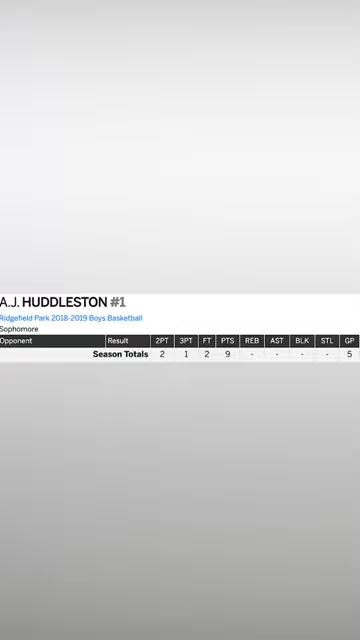 A.J. HUDDLESTON #1
Ridgefield Park 2018-2019 Boys Basketball
Sophomore
Opponent Result 2PT 3PT FT PTS REB AST BLK STL GP
Season Totals 2 1 2 9 - - - - 5